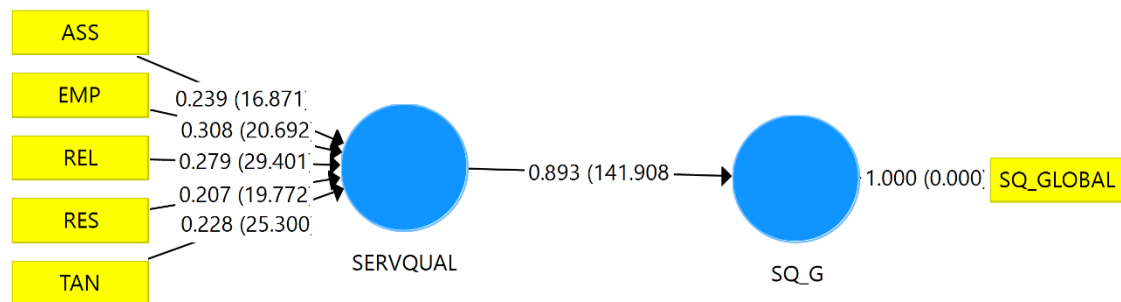 ASS
EMP
REL
RES
TAN
0.239 (16.871)
0.308 (20.692)
0.279 (29.401)
0.207 (19.772)
0.228 (25.300)
SERVQUAL
0.893 (141.908
SQ_G
1.000 (0.000)
SQ_GLOBAL